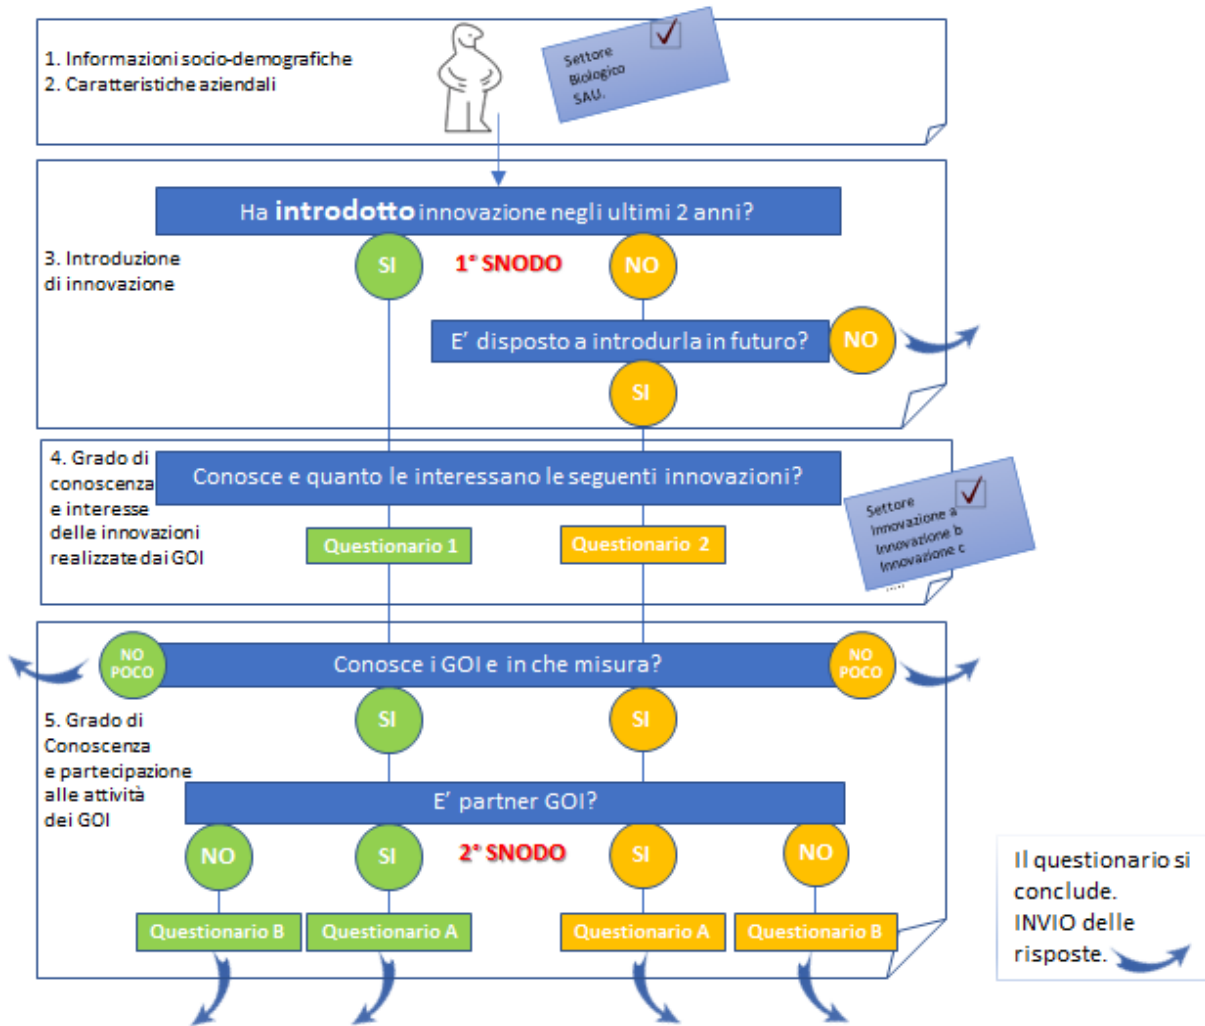 1. Informazioni socio-demografiche
2. Caratteristiche aziendali
Settore
Biologico
SAU.
Ha introdotto innovazione negli ultimi 2 anni?
3. Introduzione
di innovazione
SI
1° SNODO
NO
E’ disposto a introdurla in futuro?
NO
SI
4. Grado di
conoscenza
e interesse
delle innovazioni
realizzate dai GOI
Conosce e quanto le interessano le seguenti innovazioni?
Questionario 1
Questionario 2
Settore
Innovazione a
Innovazione b
Innovazione c
.....
NO
POCO
Conosce i GOI e in che misura?
NO
POCO
SI
SI
5. Grado di
Conoscenza
e partecipazione
alle attività
dei GOI
E’ partner GOI?
NO
SI
2° SNODO
SI
NO
Questionario B
Questionario A
Questionario A
Questionario B
Il questionario si
conclude.
INVIO delle
risposte.